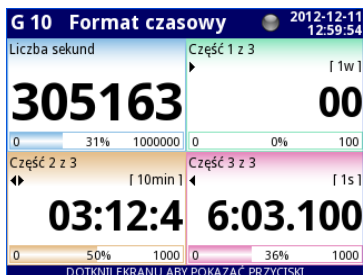 G 10 Format czasowy 2012-12-11
12:59:54
Liczba sekund
305163
0 31% 1000000
Część 1 z 3
[ 1w ]
00
0 0% 100
Część 2 z 3
[ 10min ]
03:12:4
0 50% 1000
Część 3 z 3
[ 1s ]
6:03.100
0 36% 1000
DOTKNIJ EKRANU ABY POKAZAĆ PRZYCISKI